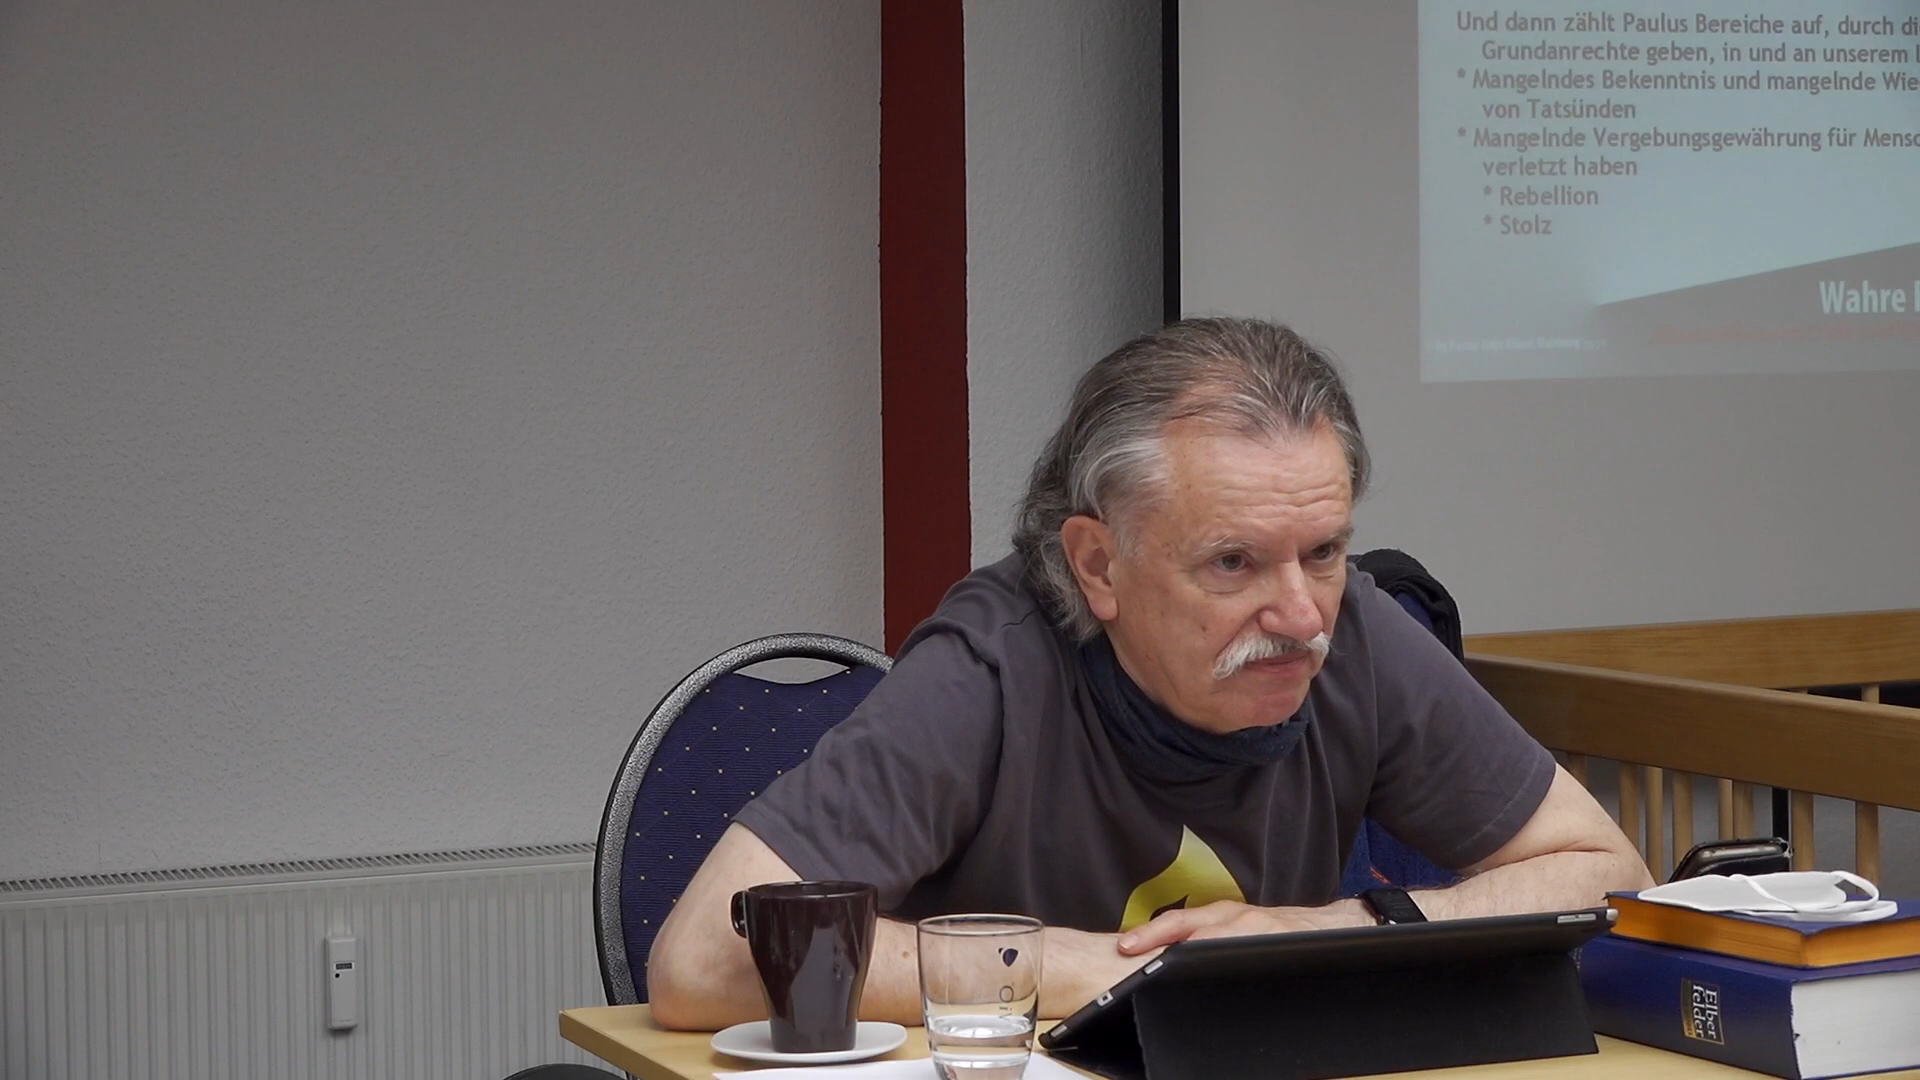 Und dann zählt Paulus Bereiche auf, durch di
Grundanrechte geben, in und an unserem
* Mangelndes Bekenntnis und mangelnde Wie
von Tatsünden
* Mangelnde Vergebungsgewährung für Mensc
verletzt haben
* Rebellion
* Stolz
Wahre
Elber
felder